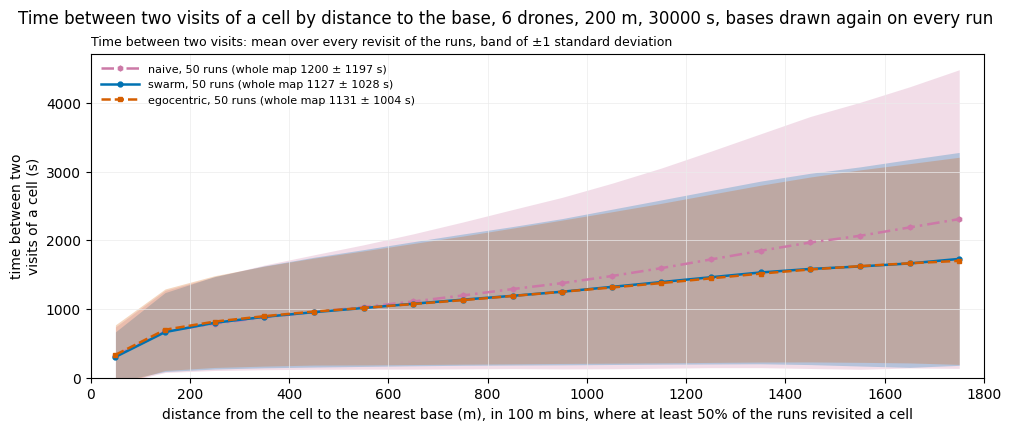 Time between two visits of a cell by distance to the base, 6 drones, 200 m, 30000 s, bases drawn again on every run
Time between two visits: mean over every revisit of the runs, band of ±1 standard deviation
naive, 50 runs (whole map 1200 ± 1197 s)
swarm, 50 runs (whole map 1127 ± 1028 s)
egocentric, 50 runs (whole map 1131 ± 1004 s)
time between two
visits of a cell (s)
4000
3000
2000
1000
0
0 200 400 600 800 1000 1200 1400 1600 1800
distance from the cell to the nearest base (m), in 100 m bins, where at least 50% of the runs revisited a cell